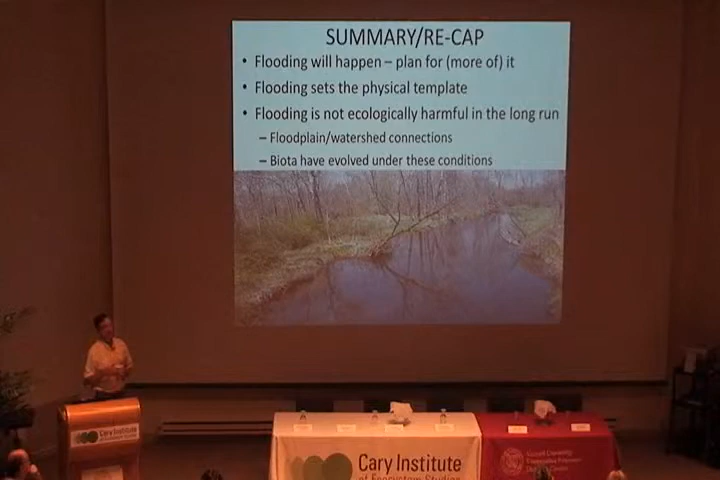 SUMMARY/RE-CAP
• Flooding will happen – plan for (more of) it
• Flooding sets the physical template
• Flooding is not ecologically harmful in the long run
– Floodplain/watershed connections
– Biota have evolved under these conditions
Cary Institute
Cary Institute
of Ecosystem Studies
Cornell University